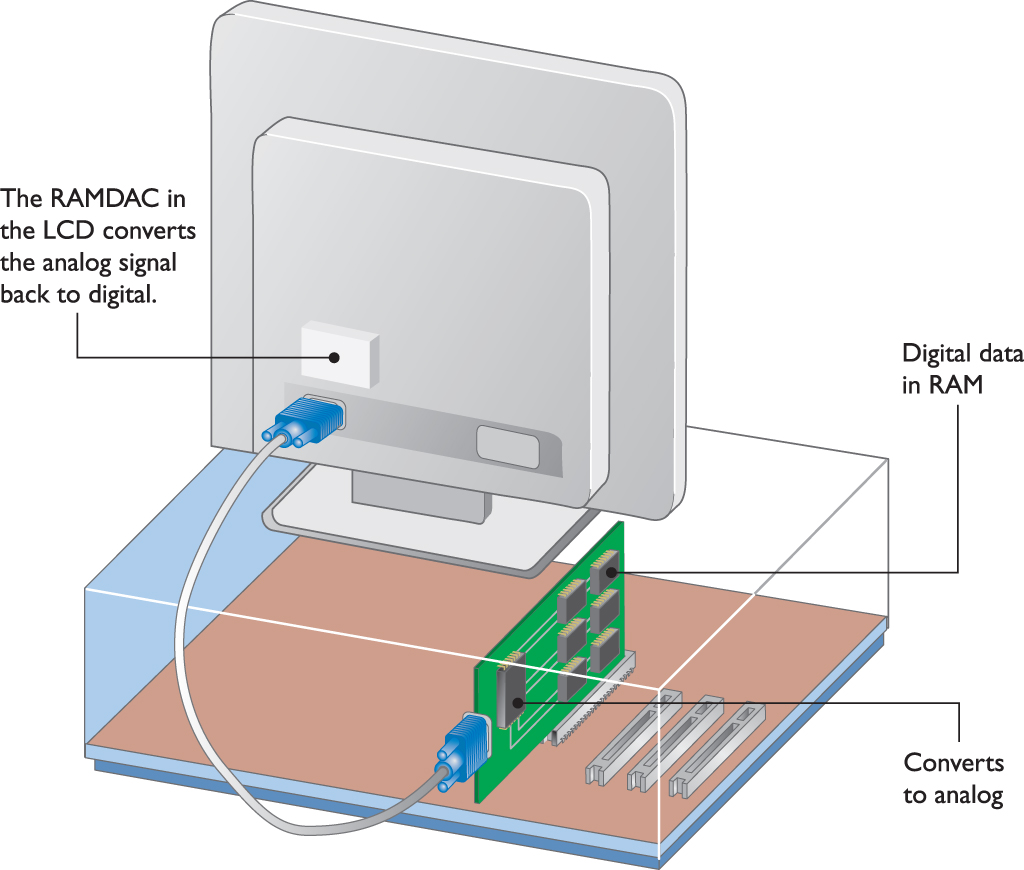 The RAMDAC in
the LCD converts
the analog signal
back to digital.
Digital data
in RAM
Converts
to analog